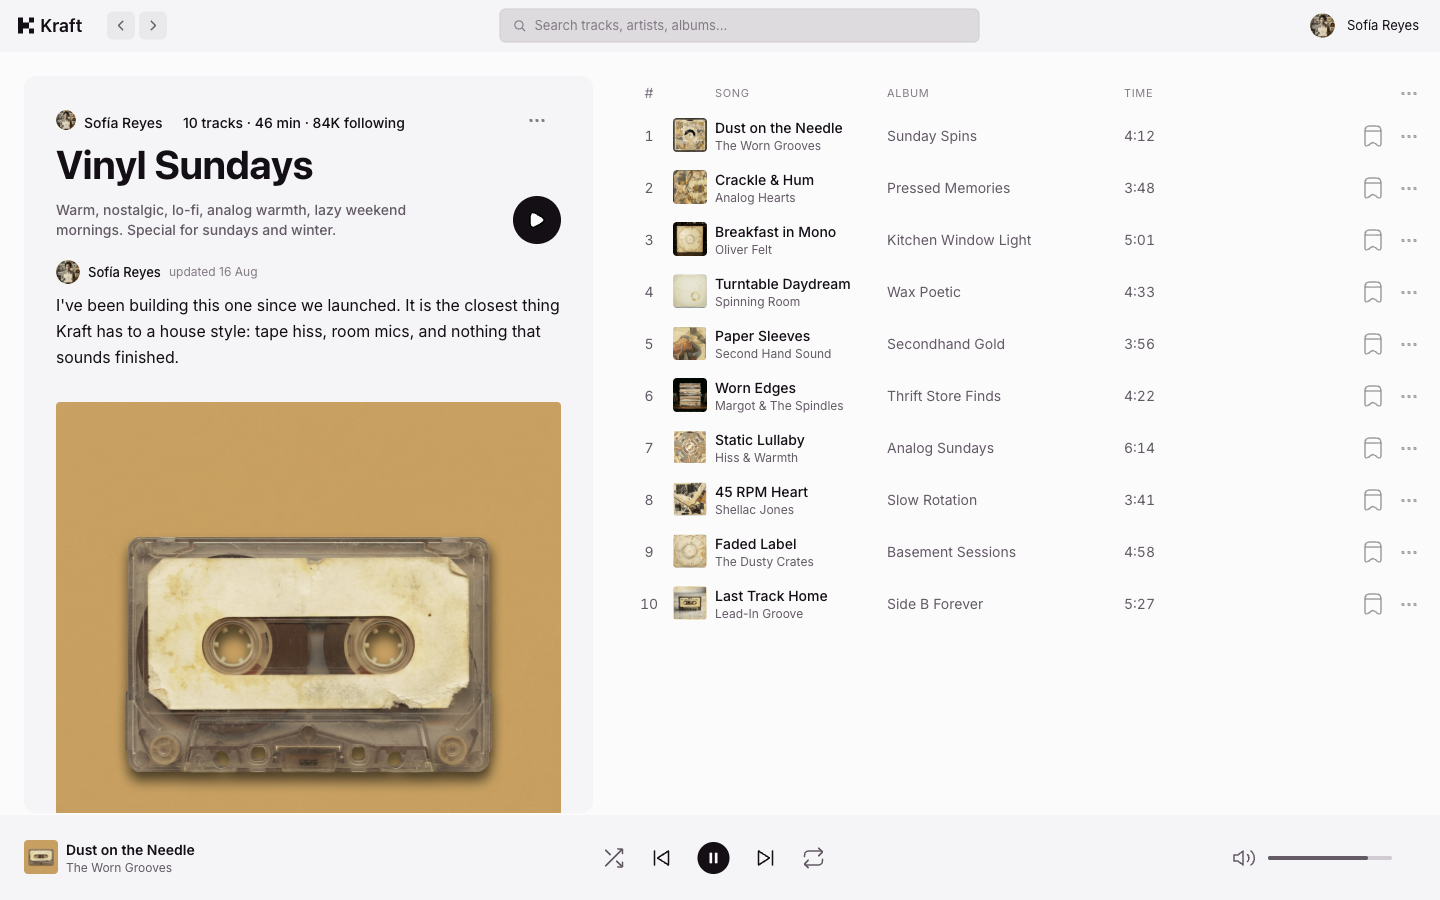 Kraft
Search tracks, artists, albums...
Sofía Reyes
Sofía Reyes 10 tracks · 46 min · 84K following
Vinyl Sundays
Warm, nostalgic, lo-fi, analog warmth, lazy weekend
mornings. Special for sundays and winter.
Sofía Reyes updated 16 Aug
I've been building this one since we launched. It is the closest thing
Kraft has to a house style: tape hiss, room mics, and nothing that
sounds finished.
# SONG ALBUM TIME
1 Dust on the Needle Sunday Spins 4:12
The Worn Grooves
2 Crackle & Hum Pressed Memories 3:48
Analog Hearts
3 Breakfast in Mono Kitchen Window Light 5:01
Oliver Felt
4 Turntable Daydream Wax Poetic 4:33
Spinning Room
5 Paper Sleeves Secondhand Gold 3:56
Second Hand Sound
6 Worn Edges Thrift Store Finds 4:22
Margot & The Spindles
7 Static Lullaby Analog Sundays 6:14
Hiss & Warmth
8 45 RPM Heart Slow Rotation 3:41
Shellac Jones
9 Faded Label Basement Sessions 4:58
The Dusty Crates
10 Last Track Home Side B Forever 5:27
Lead-In Groove
Dust on the Needle
The Worn Grooves